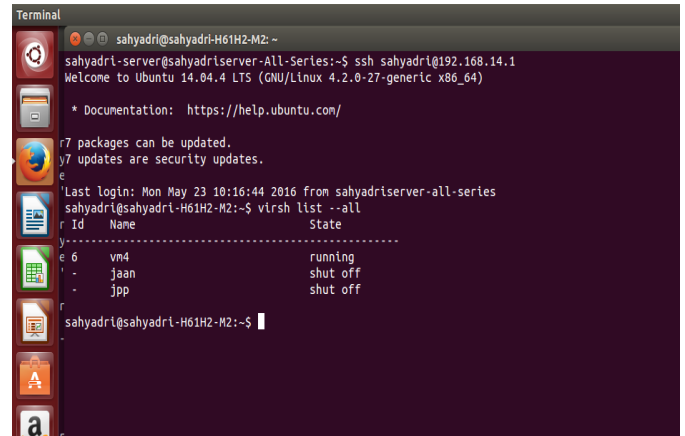 Terminal
sahyadri@sahyadri-H61H2-M2: ~
sahyadri-server@sahyadriserver-All-Series:~$ ssh sahyadri@192.168.14.1
Welcome to Ubuntu 14.04.4 LTS (GNU/Linux 4.2.0-27-generic x86_64)
* Documentation: https://help.ubuntu.com/
7 packages can be updated.
7 updates are security updates.
Last login: Mon May 23 10:16:44 2016 from sahyadriserver-all-series
sahyadri@sahyadri-H61H2-M2:~$ virsh list --all
Id Name State
----------------------------------------------------
6 vm4 running
- jaan shut off
- jpp shut off
sahyadri@sahyadri-H61H2-M2:~$